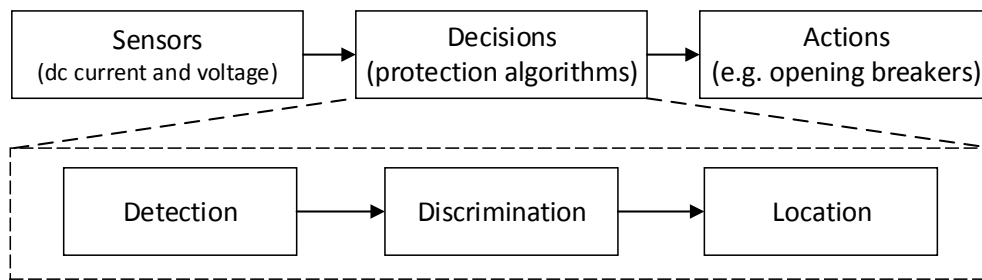 Sensors
(dc current and voltage)
Decisions
(protection algorithms)
Actions
(e.g. opening breakers)
Detection
Discrimination
Location